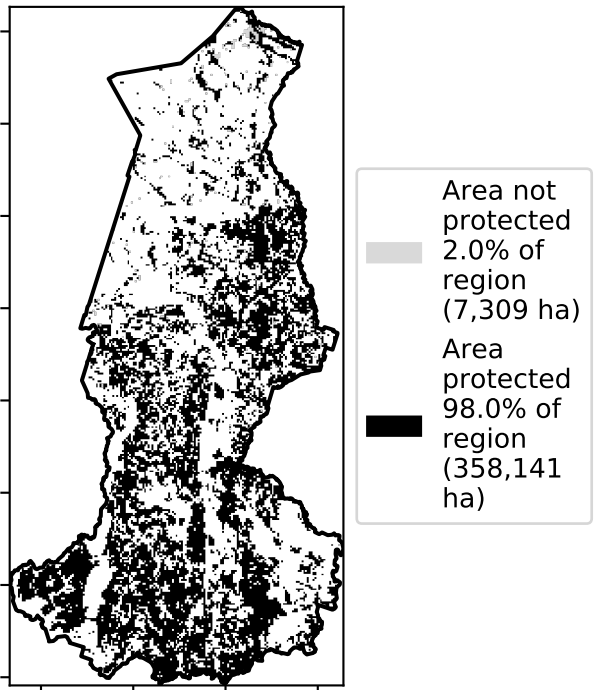 Area not
protected
2.0% of
region
(7,309 ha)
Area
protected
98.0% of
region
(358,141
ha)